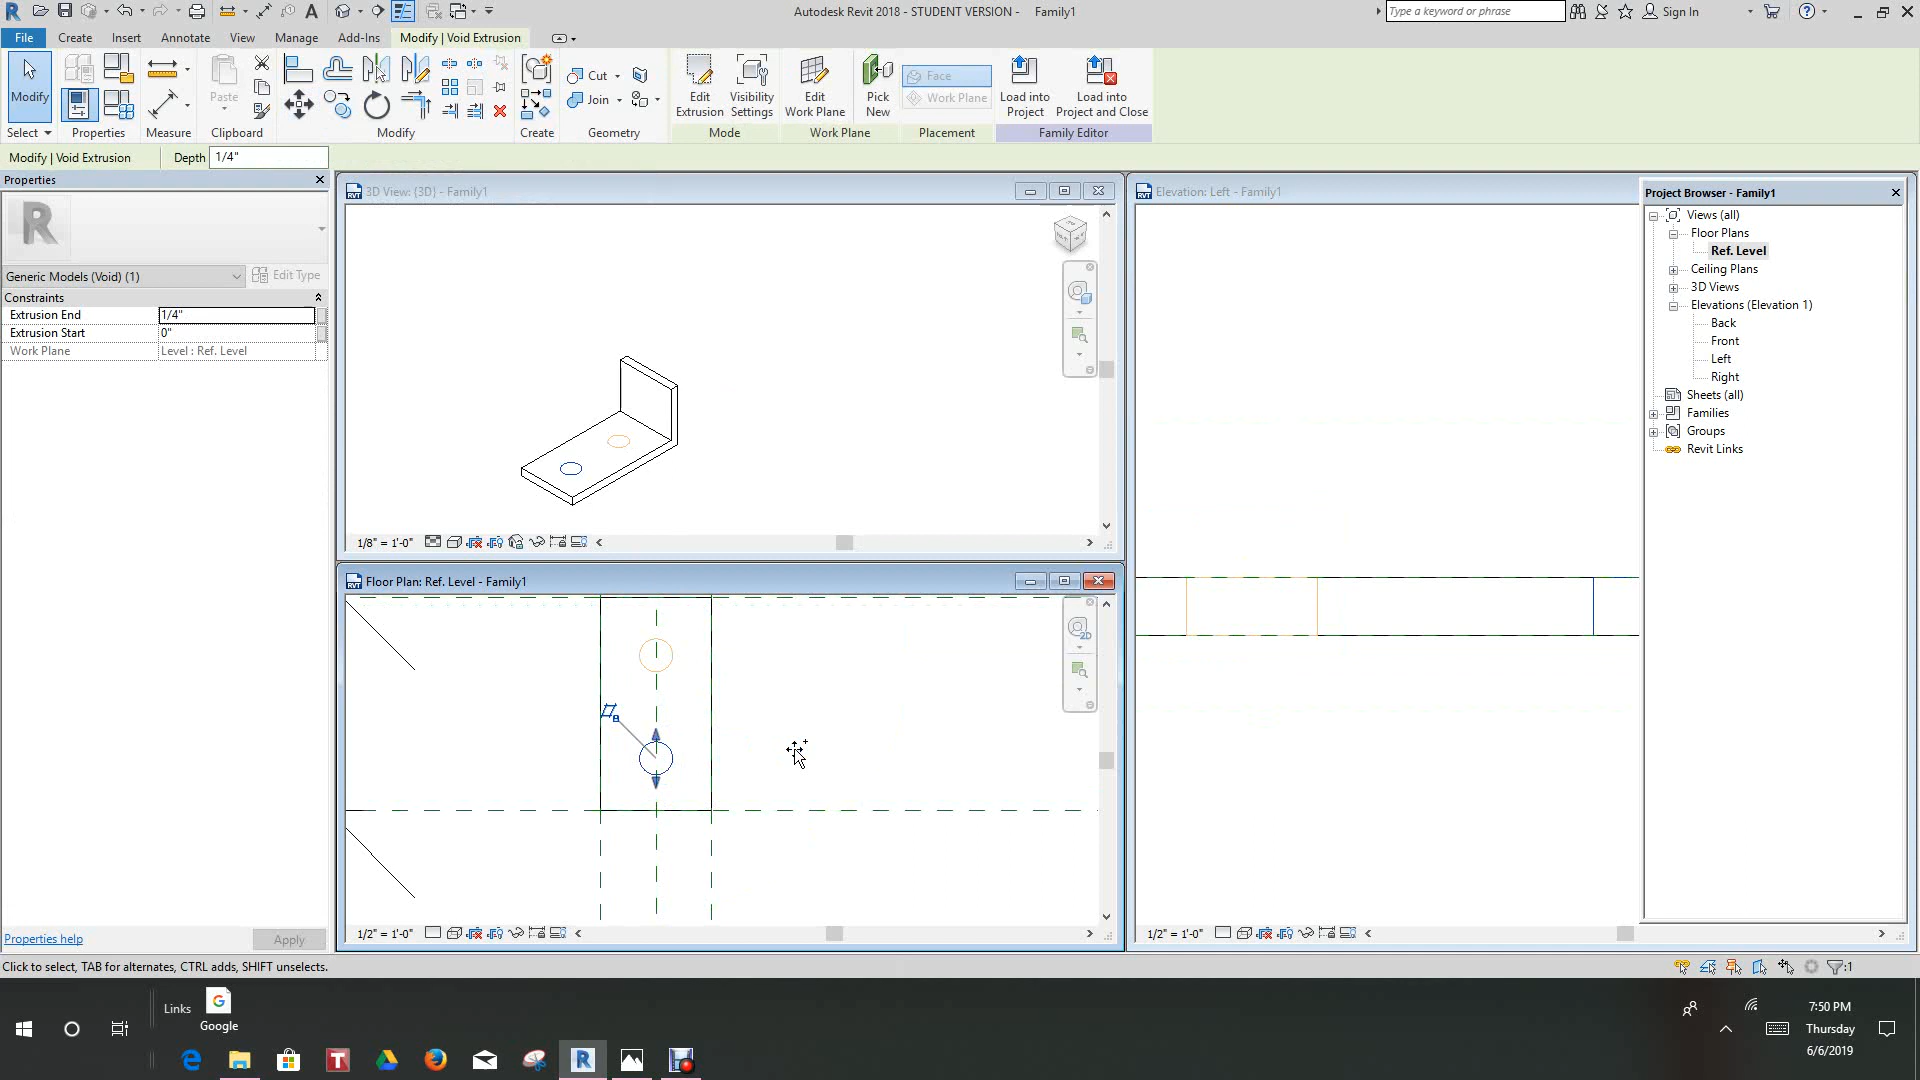 Autodesk Revit 2018 - STUDENT VERSION - Family1
Type a keyword or phrase
Sign In
File
Create
Insert
Annotate
View
Manage
Add-Ins
Modify | Void Extrusion
Modify
Paste
Cut
Join
Edit
Extrusion
Visibility
Settings
Edit
Work Plane
Pick
New
Face
Work Plane
Load into
Project
Load into
Project and Close
Select
Properties
Measure
Clipboard
Modify
Create
Geometry
Mode
Work Plane
Placement
Family Editor
Modify | Void Extrusion
Depth
1/4"
Properties
Generic Models (Void) (1)
Edit Type
Constraints
Extrusion End
1/4"
Extrusion Start
0"
Work Plane
Level : Ref. Level
Properties help
Apply
3D View: {3D} - Family1
1/8" = 1'-0"
Floor Plan: Ref. Level - Family1
2D
1/2" = 1'-0"
Elevation: Left - Family1
1/2" = 1'-0"
Project Browser - Family1
Views (all)
Floor Plans
Ref. Level
Ceiling Plans
3D Views
Elevations (Elevation 1)
Back
Front
Left
Right
Sheets (all)
Families
Groups
Revit Links
Click to select, TAB for alternates, CTRL adds, SHIFT unselects.
:1
Links
Google
7:50 PM
Thursday
6/6/2019